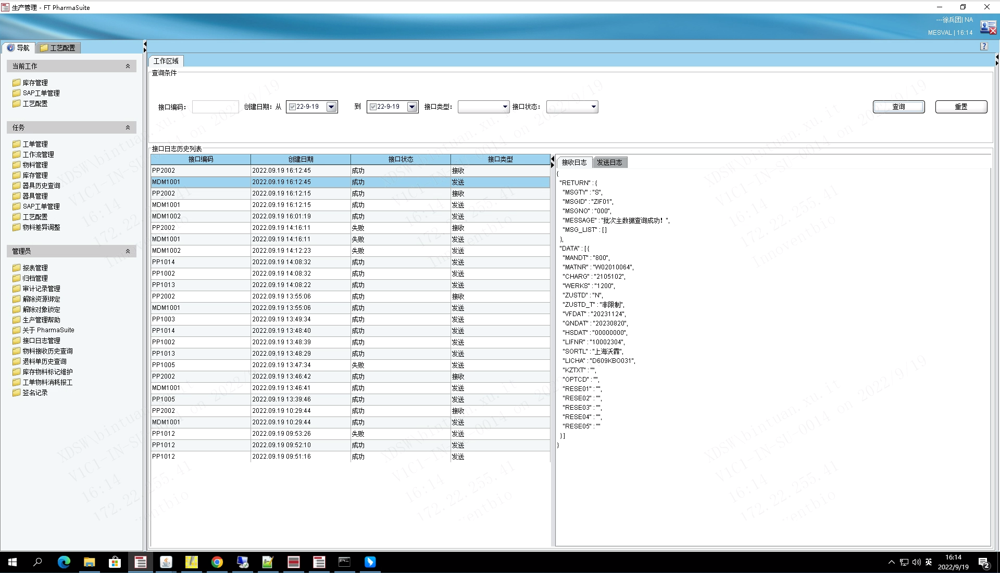 生产管理 - FT PharmaSuite
---徐兵团| NA
MESVAL | 16:14
导航
工艺配置
当前工作
库存管理
SAP工单管理
工艺配置
任务
工单管理
工作流管理
物料管理
库存管理
器具历史查询
器具管理
SAP工单管理
工艺配置
物料差异调整
管理员
报表管理
归档管理
审计记录管理
解除资源绑定
解除对象锁定
生产管理帮助
关于 PharmaSuite
接口日志管理
物料接收历史查询
退料单历史查询
库存物料标记维护
工单物料消耗报工
签名记录
工作区域
查询条件
接口编码: 创建日期: 从 22-9-19 到 22-9-19 接口类型: 接口状态: 查询 重置
接口日志历史列表
接口编码 创建日期 接口状态 接口类型
PP2002 2022.09.19 16:12:45 成功 接收
MDM1001 2022.09.19 16:12:45 成功 发送
PP2002 2022.09.19 16:12:15 成功 接收
MDM1001 2022.09.19 16:12:15 成功 发送
MDM1002 2022.09.19 16:01:19 成功 发送
PP2002 2022.09.19 14:16:11 失败 接收
MDM1001 2022.09.19 14:16:11 失败 发送
MDM1002 2022.09.19 14:12:23 失败 发送
PP1014 2022.09.19 14:08:32 成功 发送
PP1002 2022.09.19 14:08:32 成功 发送
PP1013 2022.09.19 14:08:22 成功 发送
PP2002 2022.09.19 13:55:06 成功 接收
MDM1001 2022.09.19 13:55:06 成功 发送
PP1003 2022.09.19 13:49:34 成功 发送
PP1014 2022.09.19 13:48:40 成功 发送
PP1002 2022.09.19 13:48:39 成功 发送
PP1013 2022.09.19 13:48:29 成功 发送
PP1005 2022.09.19 13:47:34 失败 发送
PP2002 2022.09.19 13:46:42 成功 接收
MDM1001 2022.09.19 13:46:41 成功 发送
PP1005 2022.09.19 13:39:46 成功 发送
PP2002 2022.09.19 10:29:44 成功 接收
MDM1001 2022.09.19 10:29:44 成功 发送
PP1012 2022.09.19 09:53:26 失败 发送
PP1012 2022.09.19 09:52:10 成功 发送
PP1012 2022.09.19 09:51:16 成功 发送
接收日志 发送日志
{
"RETURN" : {
"MSGTY" : "S",
"MSGID" : "ZIF01",
"MSGNO" : "000",
"MESSAGE" : "批次主数据查询成功！",
"MSG_LIST" : [ ]
},
"DATA" : [ {
"MANDT" : "800",
"MATNR" : "W02010064",
"CHARG" : "2105102",
"WERKS" : "1200",
"ZUSTD" : "N",
"ZUSTD_T" : "非限制",
"VFDAT" : "20231124",
"QNDAT" : "20230820",
"HSDAT" : "00000000",
"LIFNR" : "10002304",
"SORTL" : "上海沃霖",
"LICHA" : "D609KBO031",
"KZTXT" : "",
"OPTCD" : "",
"RESE01" : "",
"RESE02" : "",
"RESE03" : "",
"RESE04" : "",
"RESE05" : ""
} ]
}
XDSW\bintuan.xu.it
V1C1-IN-SU-0014 on 2022/9/19
16:14
172.22.255.41
Innoventbio
英
16:14
2022/9/19
2